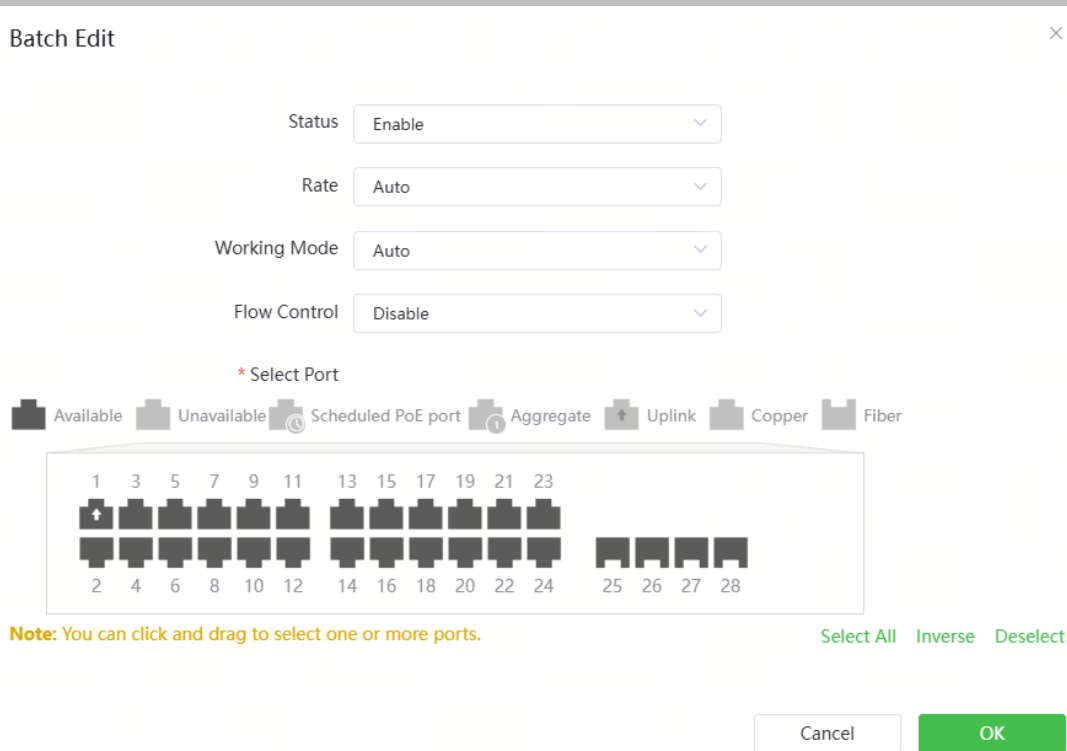 Batch Edit
Status Enable
Rate Auto
Working Mode Auto
Flow Control Disable
* Select Port
Available Unavailable Scheduled PoE port 1 Aggregate Uplink Copper Fiber
1 3 5 7 9 11 13 15 17 19 21 23
2 4 6 8 10 12 14 16 18 20 22 24 25 26 27 28
Note: You can click and drag to select one or more ports.
Select All Inverse Deselect
Cancel OK